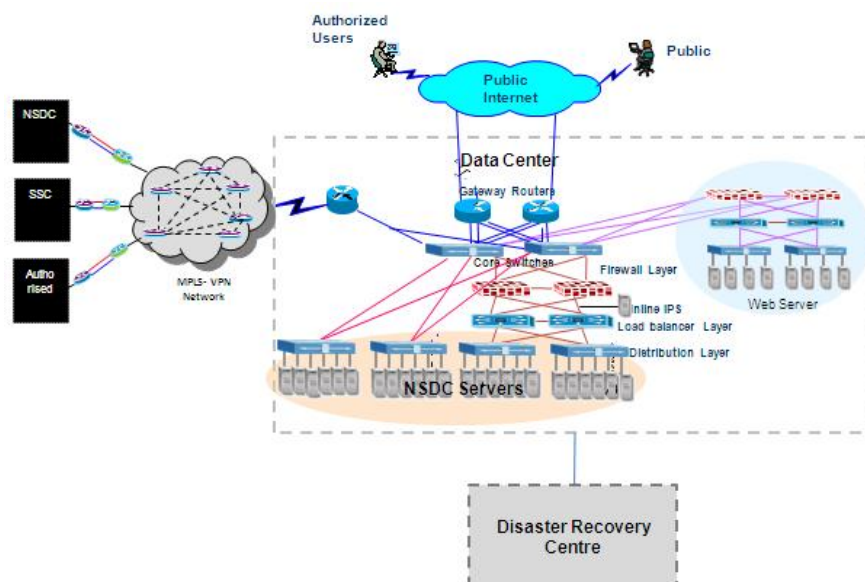 Authorized
Users
Public
Public
Internet
NSDC
SSC
Autho
rised
MPLS- VPN
Network
Data Center
Gateway Routers
Core Switches
Firewall Layer
Inline IPS
Load balancer Layer
Distribution Layer
Web Server
NSDC Servers
Disaster Recovery
Centre